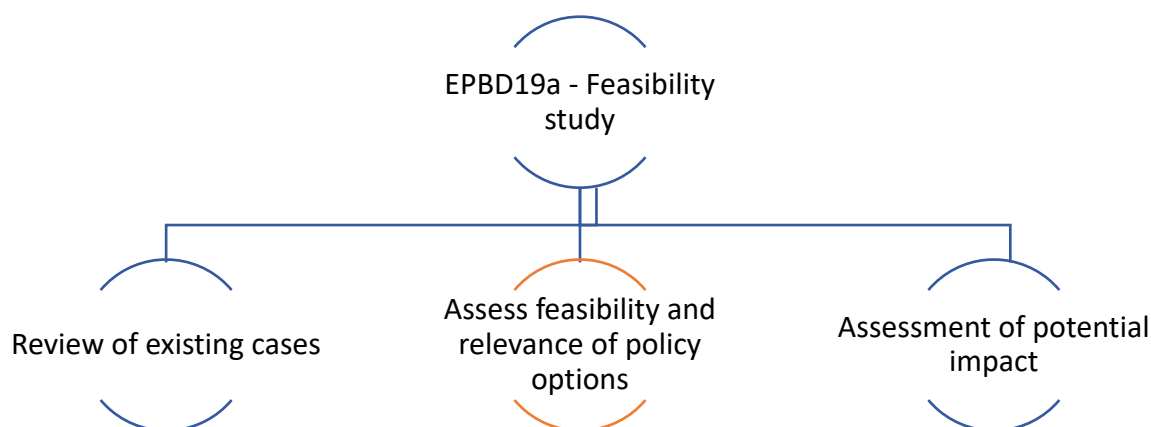 EPBD19a - Feasibility
study
Review of existing cases
Assess feasibility and
relevance of policy
options
Assessment of potential
impact